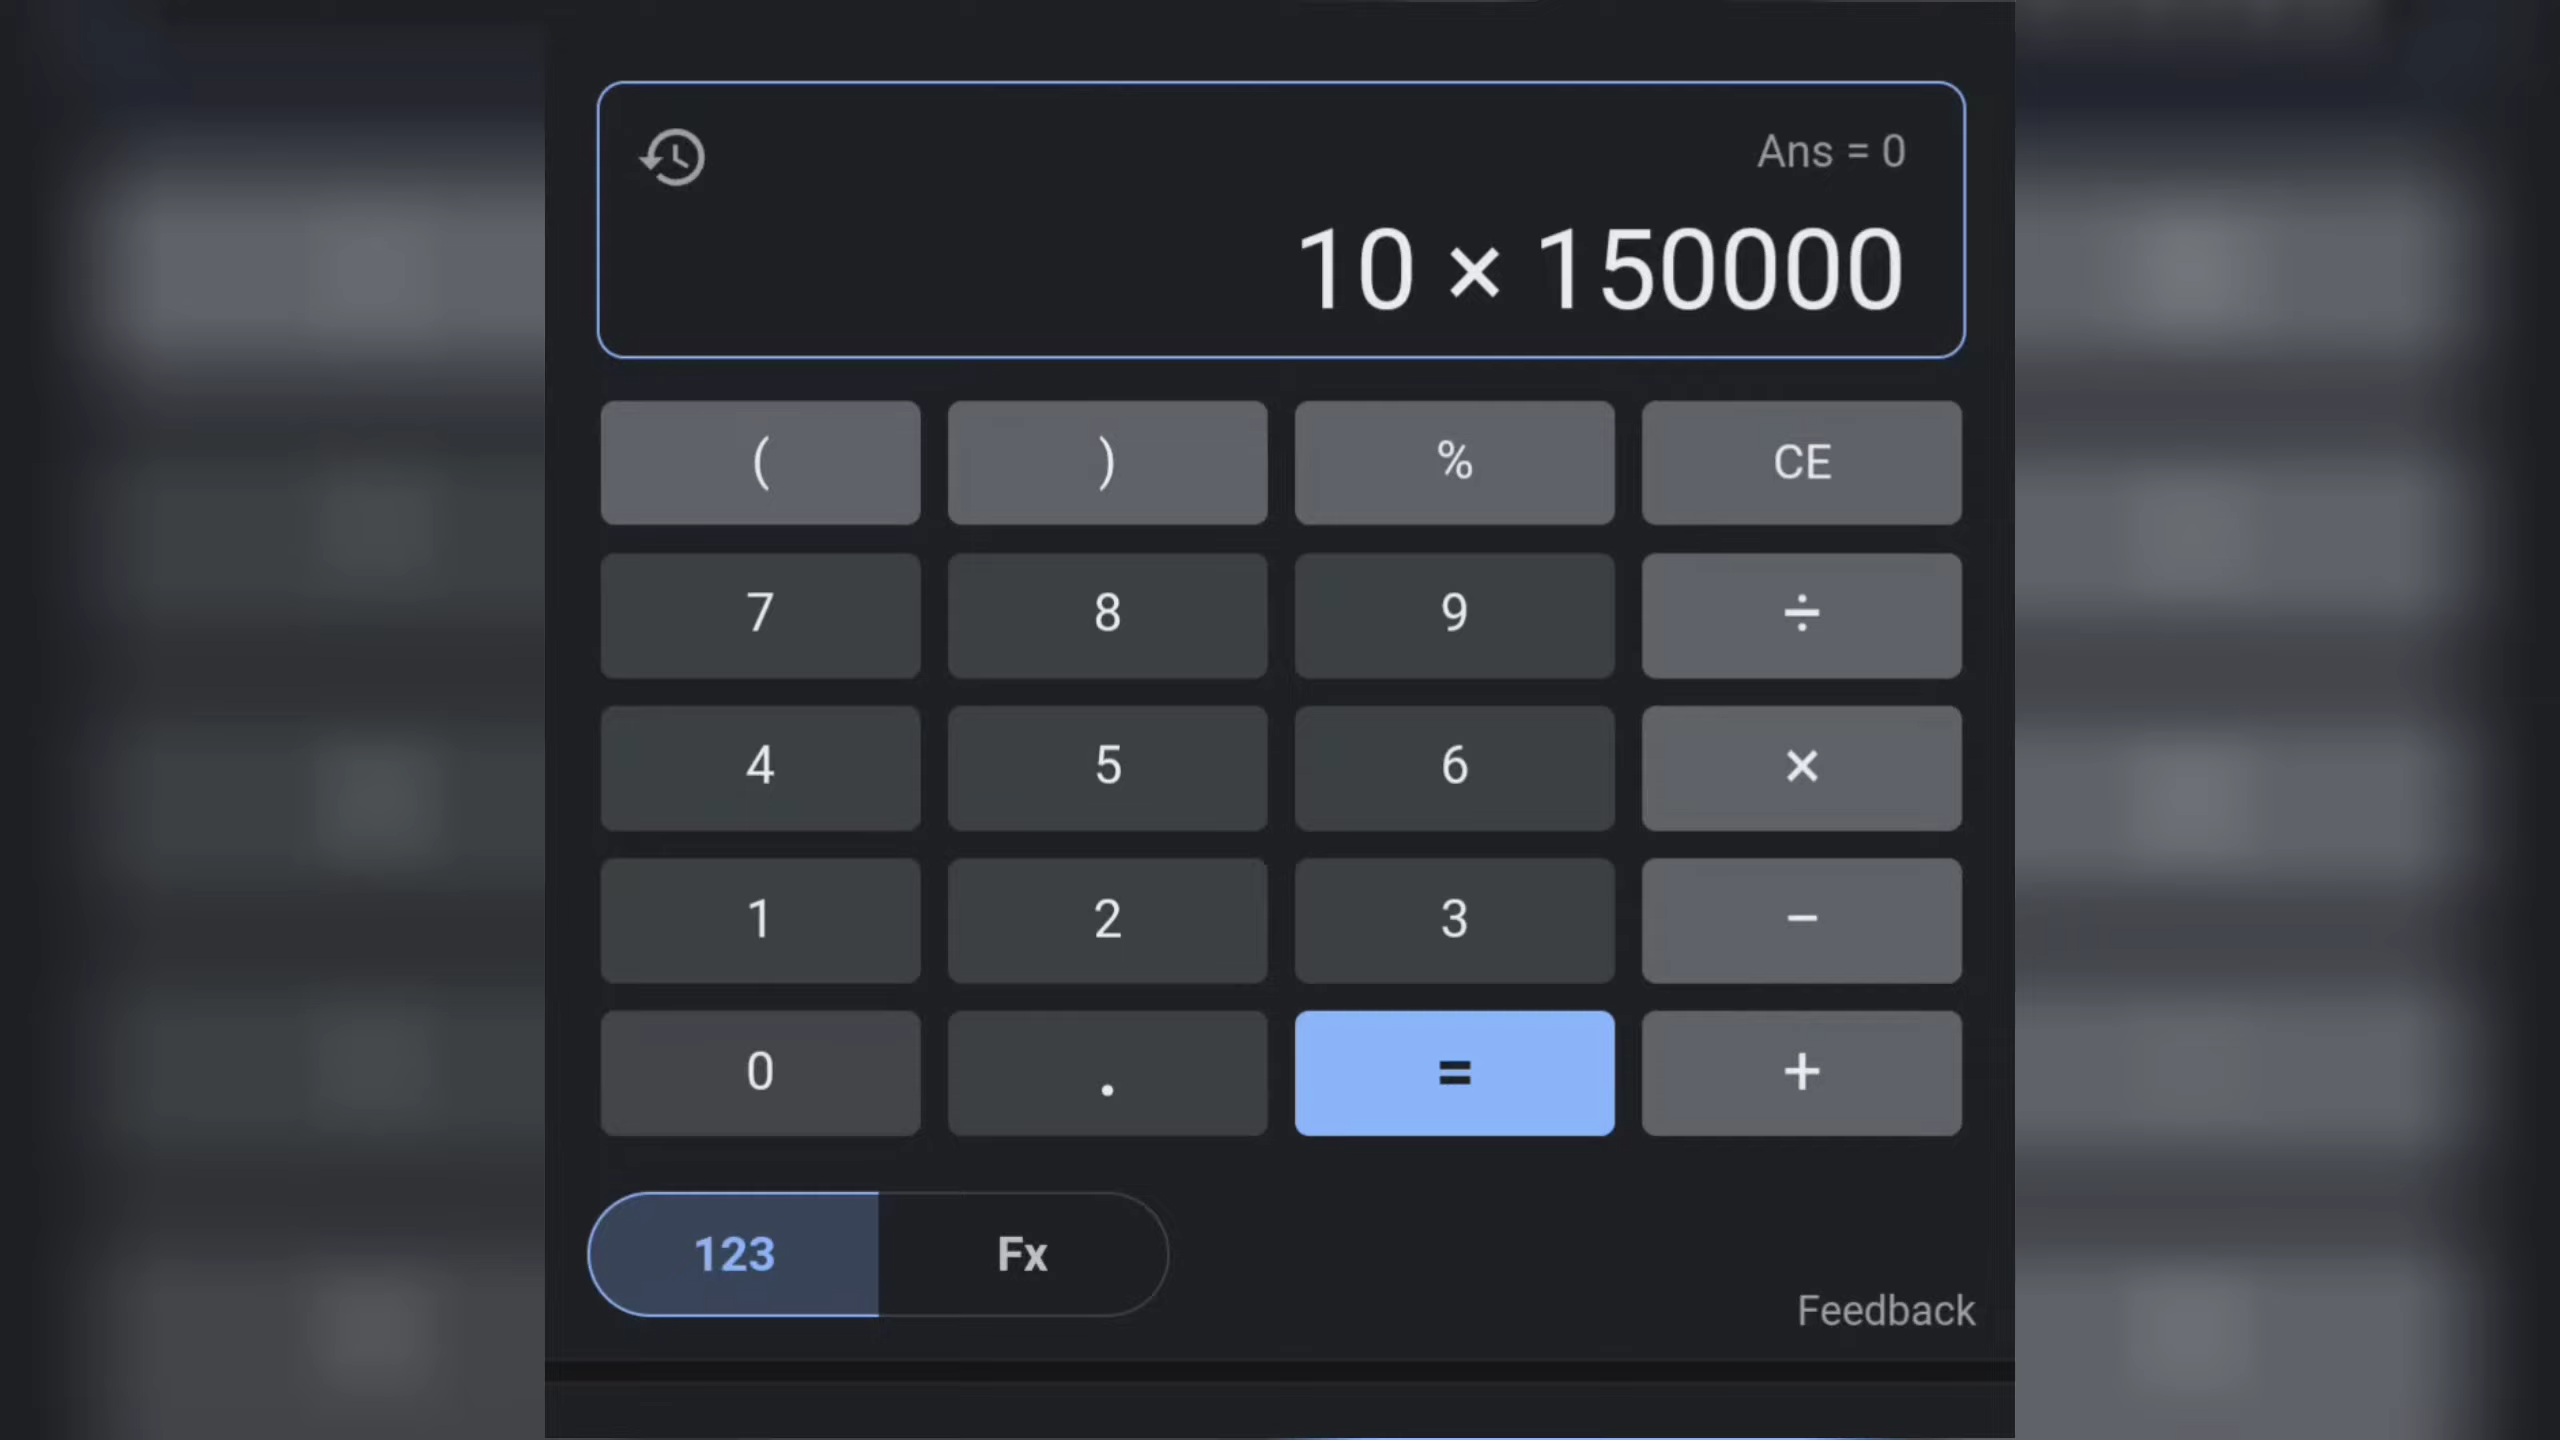 Ans = 0
10 × 150000
( ) % CE
7 8 9 ÷
4 5 6 ×
1 2 3 −
0 . = +
123 Fx
Feedback